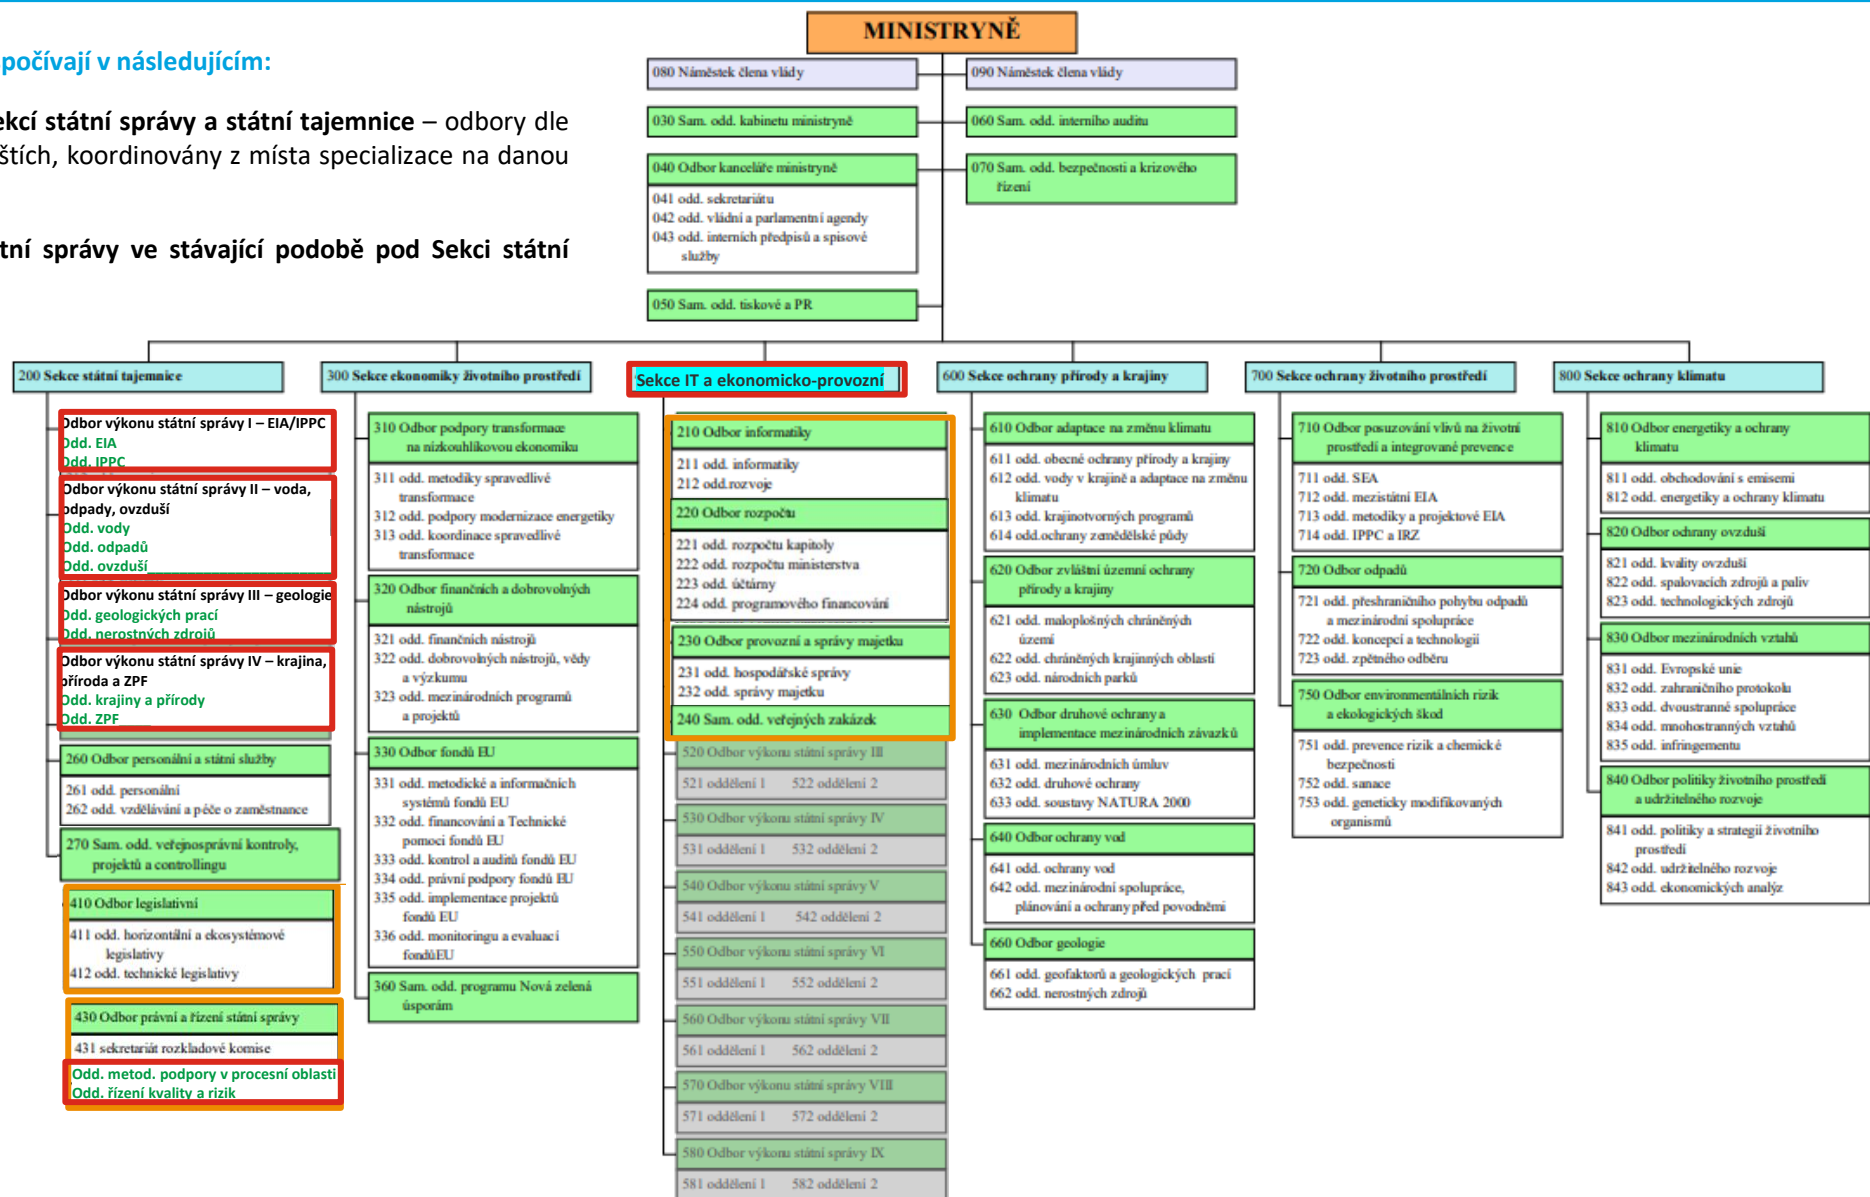 MINISTRYNĚ
počívají v následujícím:
ekcí státní správy a státní tajemnice – odbory dle
štích, koordinovány z místa specializace na danou
tní správy ve stávající podobě pod Sekci státní
080 Náměstek člena vlády
090 Náměstek člena vlády
030 Sam. odd. kabinetu ministryně
060 Sam. odd. interního auditu
040 Odbor kanceláře ministryně
041 odd. sekretariátu
042 odd. vládní a parlamentní agendy
043 odd. interních předpisů a spisové
služby
070 Sam. odd. bezpečnosti a krizového
řízení
050 Sam. odd. tiskové a PR
200 Sekce státní tajemnice
Odbor výkonu státní správy I – EIA/IPPC
Odd. EIA
Odd. IPPC
Odbor výkonu státní správy II – voda,
odpady, ovzduší
Odd. vody
Odd. odpadů
Odd. ovzduší
Odbor výkonu státní správy III – geologie
Odd. geologických prací
Odd. nerostných zdrojů
Odbor výkonu státní správy IV – krajina,
příroda a ZPF
Odd. krajiny a přírody
Odd. ZPF
260 Odbor personální a státní služby
261 odd. personální
262 odd. vzdělávání a péče o zaměstnance
270 Sam. odd. veřejnosprávní kontroly,
projektů a controllingu
410 Odbor legislativní
411 odd. horizontální a ekosystémové
legislativy
412 odd. technické legislativy
430 Odbor právní a řízení státní správy
431 sekretariát rozkladové komise
Odd. metod. podpory v procesní oblasti
Odd. řízení kvality a rizik
300 Sekce ekonomiky životního prostředí
310 Odbor podpory transformace
na nízkouhlíkovou ekonomiku
311 odd. metodiky spravedlivé
transformace
312 odd. podpory modernizace energetiky
313 odd. koordinace spravedlivé
transformace
320 Odbor finančních a dobrovolných
nástrojů
321 odd. finančních nástrojů
322 odd. dobrovolných nástrojů, vědy
a výzkumu
323 odd. mezinárodních programů
a projektů
330 Odbor fondů EU
331 odd. metodické a informačních
systémů fondů EU
332 odd. financování a Technické
pomoci fondů EU
333 odd. kontrol a auditů fondů EU
334 odd. právní podpory fondů EU
335 odd. implementace projektů
fondů EU
336 odd. monitoringu a evaluací
fondůEU
360 Sam. odd. programu Nová zelená
úsporám
Sekce IT a ekonomicko-provozní
210 Odbor informatiky
211 odd. informatiky
212 odd.rozvoje
220 Odbor rozpočtu
221 odd. rozpočtu kapitoly
222 odd. rozpočtu ministerstva
223 odd. účtárny
224 odd. programového financování
230 Odbor provozní a správy majetku
231 odd. hospodářské správy
232 odd. správy majetku
240 Sam. odd. veřejných zakázek
520 Odbor výkonu státní správy III
521 oddělení 1 522 oddělení 2
530 Odbor výkonu státní správy IV
531 oddělení 1 532 oddělení 2
540 Odbor výkonu státní správy V
541 oddělení 1 542 oddělení 2
550 Odbor výkonu státní správy VI
551 oddělení 1 552 oddělení 2
560 Odbor výkonu státní správy VII
561 oddělení 1 562 oddělení 2
570 Odbor výkonu státní správy VIII
571 oddělení 1 572 oddělení 2
580 Odbor výkonu státní správy IX
581 oddělení 1 582 oddělení 2
600 Sekce ochrany přírody a krajiny
610 Odbor adaptace na změnu klimatu
611 odd. obecné ochrany přírody a krajiny
612 odd. vody v krajině a adaptace na změnu
klimatu
613 odd. krajinotvorných programů
614 odd.ochrany zemědělské půdy
620 Odbor zvláštní územní ochrany
přírody a krajiny
621 odd. maloplošných chráněných
území
622 odd. chráněných krajinných oblastí
623 odd. národních parků
630 Odbor druhové ochrany a
implementace mezinárodních závazků
631 odd. mezinárodních úmluv
632 odd. druhové ochrany
633 odd. soustavy NATURA 2000
640 Odbor ochrany vod
641 odd. ochrany vod
642 odd. mezinárodní spolupráce,
plánování a ochrany před povodněmi
660 Odbor geologie
661 odd. geofaktorů a geologických prací
662 odd. nerostných zdrojů
700 Sekce ochrany životního prostředí
710 Odbor posuzování vlivů na životní
prostředí a integrované prevence
711 odd. SEA
712 odd. mezistátní EIA
713 odd. metodiky a projektové EIA
714 odd. IPPC a IRZ
720 Odbor odpadů
721 odd. přeshraničního pohybu odpadů
a mezinárodní spolupráce
722 odd. koncepcí a technologií
723 odd. zpětného odběru
750 Odbor environmentálních rizik
a ekologických škod
751 odd. prevence rizik a chemické
bezpečnosti
752 odd. sanace
753 odd. geneticky modifikovaných
organismů
800 Sekce ochrany klimatu
810 Odbor energetiky a ochrany
klimatu
811 odd. obchodování s emisemi
812 odd. energetiky a ochrany klimatu
820 Odbor ochrany ovzduší
821 odd. kvality ovzduší
822 odd. spalovacích zdrojů a paliv
823 odd. technologických zdrojů
830 Odbor mezinárodních vztahů
831 odd. Evropské unie
832 odd. zahraničního protokolu
833 odd. dvoustranné spolupráce
834 odd. mnohostranných vztahů
835 odd. infringementu
840 Odbor politiky životního prostředí
a udržitelného rozvoje
841 odd. politiky a strategií životního
prostředí
842 odd. udržitelného rozvoje
843 odd. ekonomických analýz